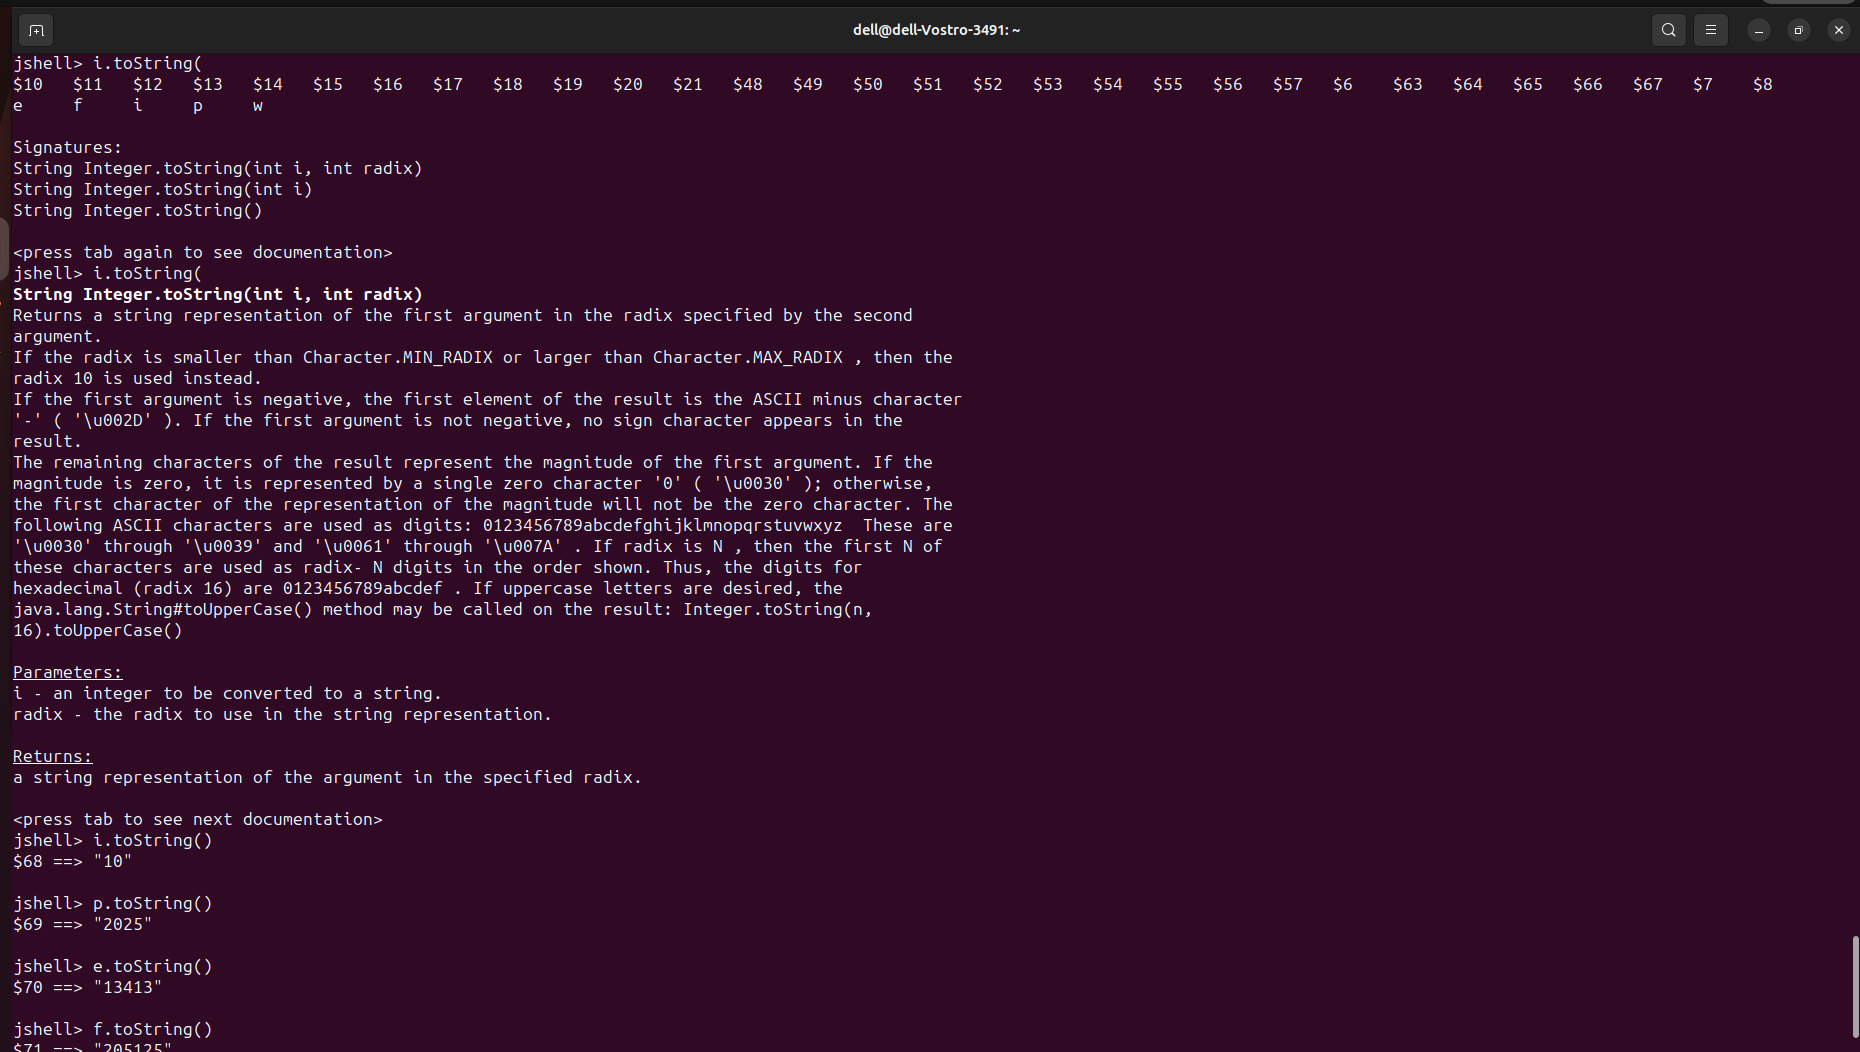 dell@dell-Vostro-3491: ~
jshell> i.toString(
$10   $11   $12   $13   $14   $15   $16   $17   $18   $19   $20   $21   $48   $49   $50   $51   $52   $53   $54   $55   $56   $57   $6    $63   $64   $65   $66   $67   $7    $8
e     f     i     p     w
Signatures:
String Integer.toString(int i, int radix)
String Integer.toString(int i)
String Integer.toString()
<press tab again to see documentation>
jshell> i.toString(
String Integer.toString(int i, int radix)
Returns a string representation of the first argument in the radix specified by the second
argument.
If the radix is smaller than Character.MIN_RADIX or larger than Character.MAX_RADIX , then the
radix 10 is used instead.
If the first argument is negative, the first element of the result is the ASCII minus character
'-' ( '\u002D' ). If the first argument is not negative, no sign character appears in the
result.
The remaining characters of the result represent the magnitude of the first argument. If the
magnitude is zero, it is represented by a single zero character '0' ( '\u0030' ); otherwise,
the first character of the representation of the magnitude will not be the zero character. The
following ASCII characters are used as digits: 0123456789abcdefghijklmnopqrstuvwxyz  These are
'\u0030' through '\u0039' and '\u0061' through '\u007A' . If radix is N , then the first N of
these characters are used as radix- N digits in the order shown. Thus, the digits for
hexadecimal (radix 16) are 0123456789abcdef . If uppercase letters are desired, the
java.lang.String#toUpperCase() method may be called on the result: Integer.toString(n,
16).toUpperCase()
Parameters:
i - an integer to be converted to a string.
radix - the radix to use in the string representation.
Returns:
a string representation of the argument in the specified radix.
<press tab to see next documentation>
jshell> i.toString()
$68 ==> "10"
jshell> p.toString()
$69 ==> "2025"
jshell> e.toString()
$70 ==> "13413"
jshell> f.toString()
$71 ==> "205125"